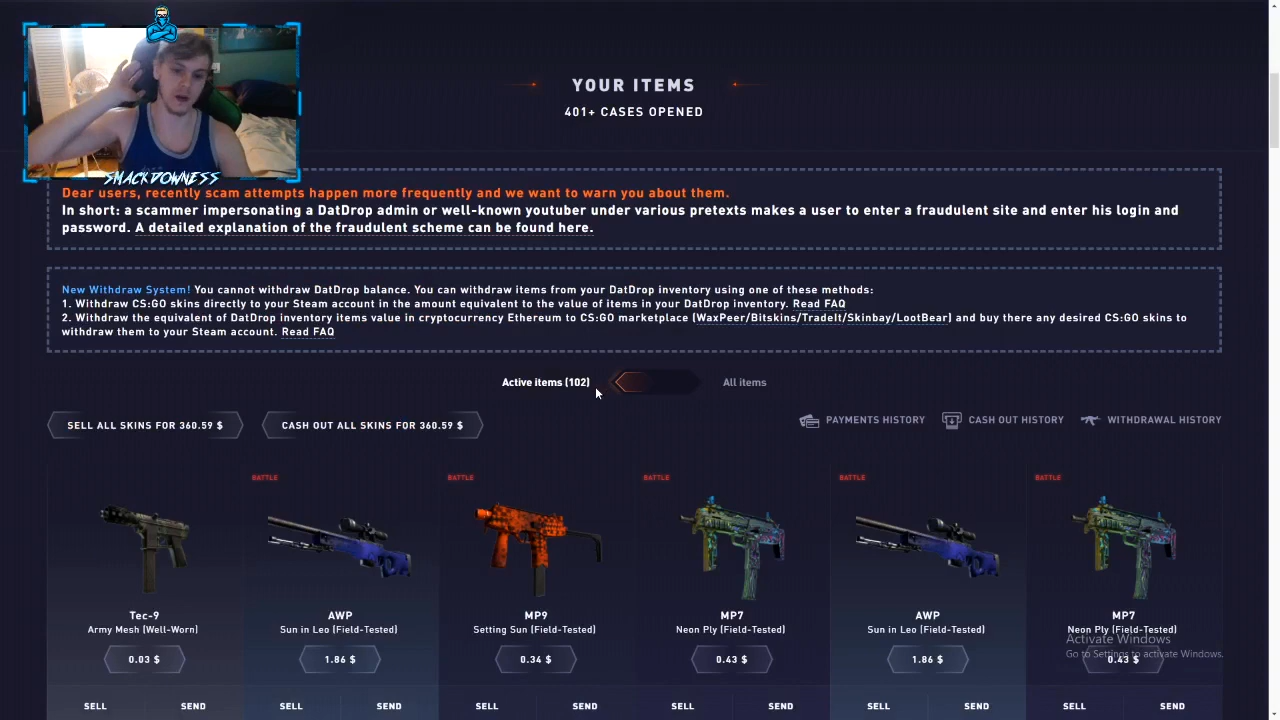 YOUR ITEMS
401+ CASES OPENED
SMACKDOWNESS
Dear users, recently scam attempts happen more frequently and we want to warn you about them.
In short: a scammer impersonating a DatDrop admin or well-known youtuber under various pretexts makes a user to enter a fraudulent site and enter his login and
password. A detailed explanation of the fraudulent scheme can be found here.
New Withdraw System! You cannot withdraw DatDrop balance. You can withdraw items from your DatDrop inventory using one of these methods:
1. Withdraw CS:GO skins directly to your Steam account in the amount equivalent to the value of items in your DatDrop inventory. Read FAQ
2. Withdraw the equivalent of DatDrop inventory items value in cryptocurrency Ethereum to CS:GO marketplace (WaxPeer/Bitskins/TradeIt/Skinbay/LootBear) and buy there any desired CS:GO skins to
withdraw them to your Steam account. Read FAQ
Active items (102) All items
SELL ALL SKINS FOR 360.59 $ CASH OUT ALL SKINS FOR 360.59 $ PAYMENTS HISTORY CASH OUT HISTORY WITHDRAWAL HISTORY
BATTLE BATTLE BATTLE BATTLE BATTLE
Tec-9 AWP MP9 MP7 AWP MP7
Army Mesh (Well-Worn) Sun in Leo (Field-Tested) Setting Sun (Field-Tested) Neon Ply (Field-Tested) Sun in Leo (Field-Tested) Neon Ply (Field-Tested)
Activate Windows
Go to Settings to activate Windows.
0.03 $ 1.86 $ 0.34 $ 0.43 $ 1.86 $ 0.43 $
SELL SEND SELL SEND SELL SEND SELL SEND SELL SEND SELL SEND